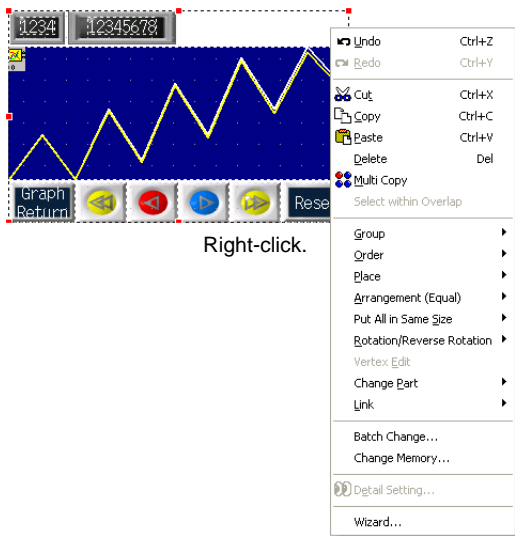 1234 12345678
Graph
Return
Rese
Right-click.
Undo Ctrl+Z
Redo Ctrl+Y
Cut Ctrl+X
Copy Ctrl+C
Paste Ctrl+V
Delete Del
Multi Copy
Select within Overlap
Group
Order
Place
Arrangement (Equal)
Put All in Same Size
Rotation/Reverse Rotation
Vertex Edit
Change Part
Link
Batch Change...
Change Memory...
Detail Setting...
Wizard...